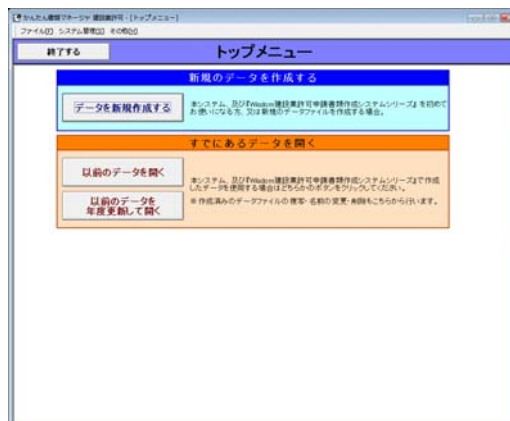 かんたん書類マネージャ 建設業許可 - [トップメニュー]
ファイル(F) システム管理(S) その他(H)
終了する
トップメニュー
新規のデータを作成する
データを新規作成する
本システム、及び『Wisdom建設業許可申請書類作成システムシリーズ』を初めて
お使いになる方、又は新規のデータファイルを作成する場合。
すでにあるデータを開く
以前のデータを開く
以前のデータを
年度更新して開く
本システム、及び『Wisdom建設業許可申請書類作成システムシリーズ』で作成
したデータを使用する場合はどちらかのボタンをクリックしてください。
※ 作成済みのデータファイルの複写・名前の変更・削除もこちらから行います。